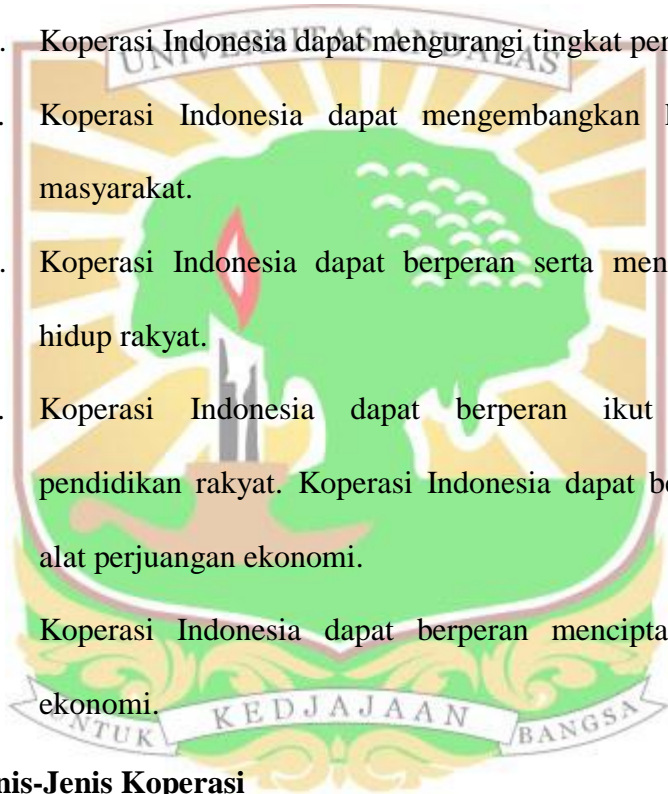 UNIVERSITAS ANDALAS
. Koperasi Indonesia dapat mengurangi tingkat pen
. Koperasi Indonesia dapat mengembangkan
masyarakat.
. Koperasi Indonesia dapat berperan serta men
hidup rakyat.
. Koperasi Indonesia dapat berperan ikut
pendidikan rakyat. Koperasi Indonesia dapat be
alat perjuangan ekonomi.
Koperasi Indonesia dapat berperan mencipta
ekonomi.
UNTUK KEDJAJAAN BANGSA
nis-Jenis Koperasi